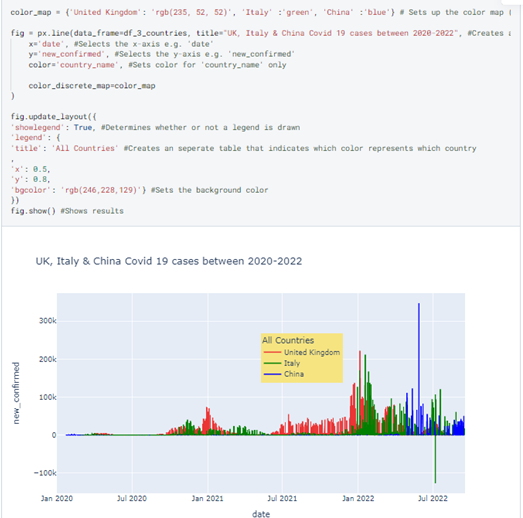 color_map = {'United Kingdom': 'rgb(235, 52, 52)', 'Italy' :'green', 'China' :'blue'} # Sets up the color map
fig = px.line(data_frame=df_3_countries, title="UK, Italy & China Covid 19 cases between 2020-2022", #Creates
x='date', #Selects the x-axis e.g. 'date'
y='new_confirmed', #Selects the y-axis e.g. 'new_confirmed'
color='country_name', #Sets color for 'country_name' only
color_discrete_map=color_map
)
fig.update_layout({
'showlegend': True, #Determines whether or not a legend is drawn
'legend': {
'title': 'All Countries' #Creates an seperate table that indicates which color represents which country
,
'x': 0.5,
'y': 0.8,
'bgcolor': 'rgb(246,228,129)'} #Sets the background color
})
fig.show() #Shows results
UK, Italy & China Covid 19 cases between 2020-2022
All Countries
United Kingdom
Italy
China
300k
200k
100k
0
−100k
new_confirmed
Jan 2020 Jul 2020 Jan 2021 Jul 2021 Jan 2022 Jul 2022
date